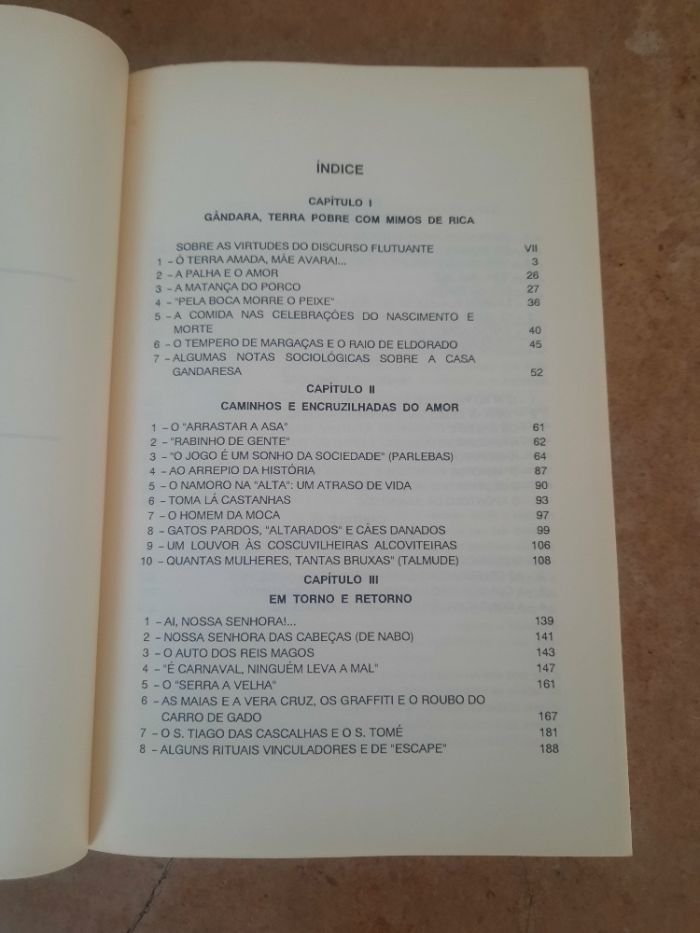 ÍNDICE
CAPÍTULO I
GÂNDARA, TERRA POBRE COM MIMOS DE RICA
SOBRE AS VIRTUDES DO DISCURSO FLUTUANTE VII
1 – Ó TERRA AMADA, MÃE AVARA!... 3
2 – A PALHA E O AMOR 26
3 – A MATANÇA DO PORCO 27
4 – "PELA BOCA MORRE O PEIXE" 36
5 – A COMIDA NAS CELEBRAÇÕES DO NASCIMENTO E
MORTE 40
6 – O TEMPERO DE MARGAÇAS E O RAIO DE ELDORADO 45
7 – ALGUMAS NOTAS SOCIOLÓGICAS SOBRE A CASA
GANDARESA 52
CAPÍTULO II
CAMINHOS E ENCRUZILHADAS DO AMOR
1 – O "ARRASTAR A ASA" 61
2 – "RABINHO DE GENTE" 62
3 – "O JOGO É UM SONHO DA SOCIEDADE" (PARLEBAS) 64
4 – AO ARREPIO DA HISTÓRIA 87
5 – O NAMORO NA "ALTA": UM ATRASO DE VIDA 90
6 – TOMA LÁ CASTANHAS 93
7 – O HOMEM DA MOCA 97
8 – GATOS PARDOS, "ALTARADOS" E CÃES DANADOS 99
9 – UM LOUVOR ÀS COSCUVILHEIRAS ALCOVITEIRAS 106
10 – QUANTAS MULHERES, TANTAS BRUXAS" (TALMUDE) 108
CAPÍTULO III
EM TORNO E RETORNO
1 – AI, NOSSA SENHORA!... 139
2 – NOSSA SENHORA DAS CABEÇAS (DE NABO) 141
3 – O AUTO DOS REIS MAGOS 143
4 – "É CARNAVAL, NINGUÉM LEVA A MAL" 147
5 – O "SERRA A VELHA" 161
6 – AS MAIAS E A VERA CRUZ, OS GRAFFITI E O ROUBO DO
CARRO DE GADO 167
7 – O S. TIAGO DAS CASCALHAS E O S. TOMÉ 181
8 – ALGUNS RITUAIS VINCULADORES E DE "ESCAPE" 188